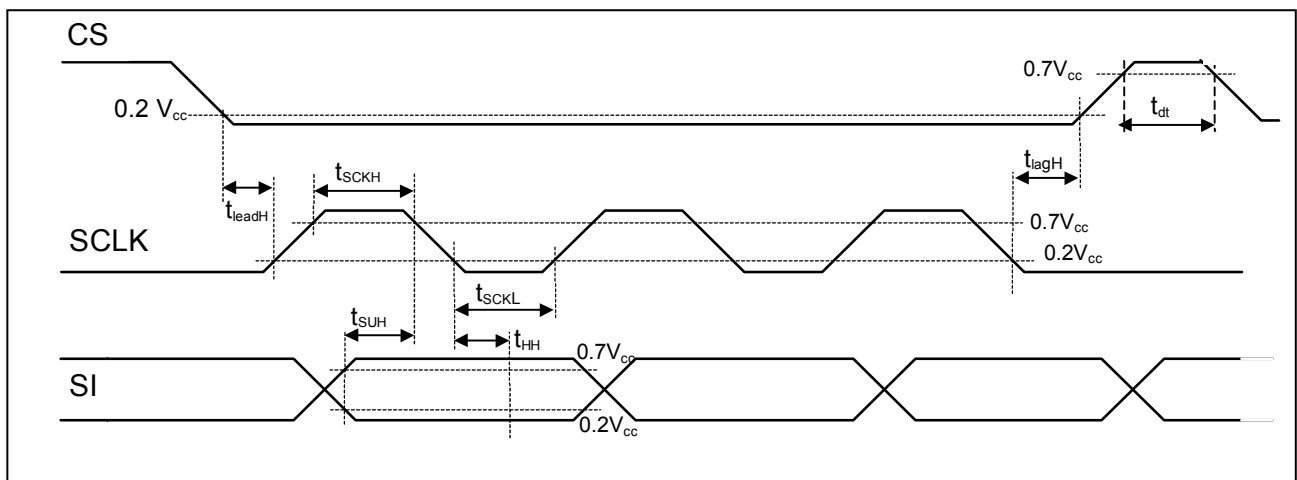 CS
0.7Vcc
0.2 Vcc
tdt
tSCKH
tlagH
tleadH
0.7Vcc
SCLK
0.2Vcc
tSCKL
tSUH
tHH
0.7Vcc
SI
0.2Vcc